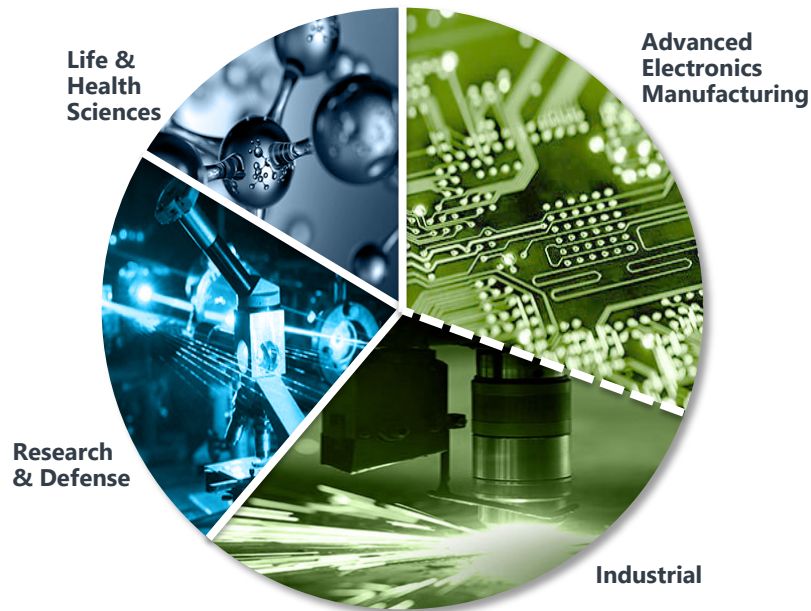 Life &
Health
Sciences
Advanced
Electronics
Manufacturing
Research
& Defense
Industrial